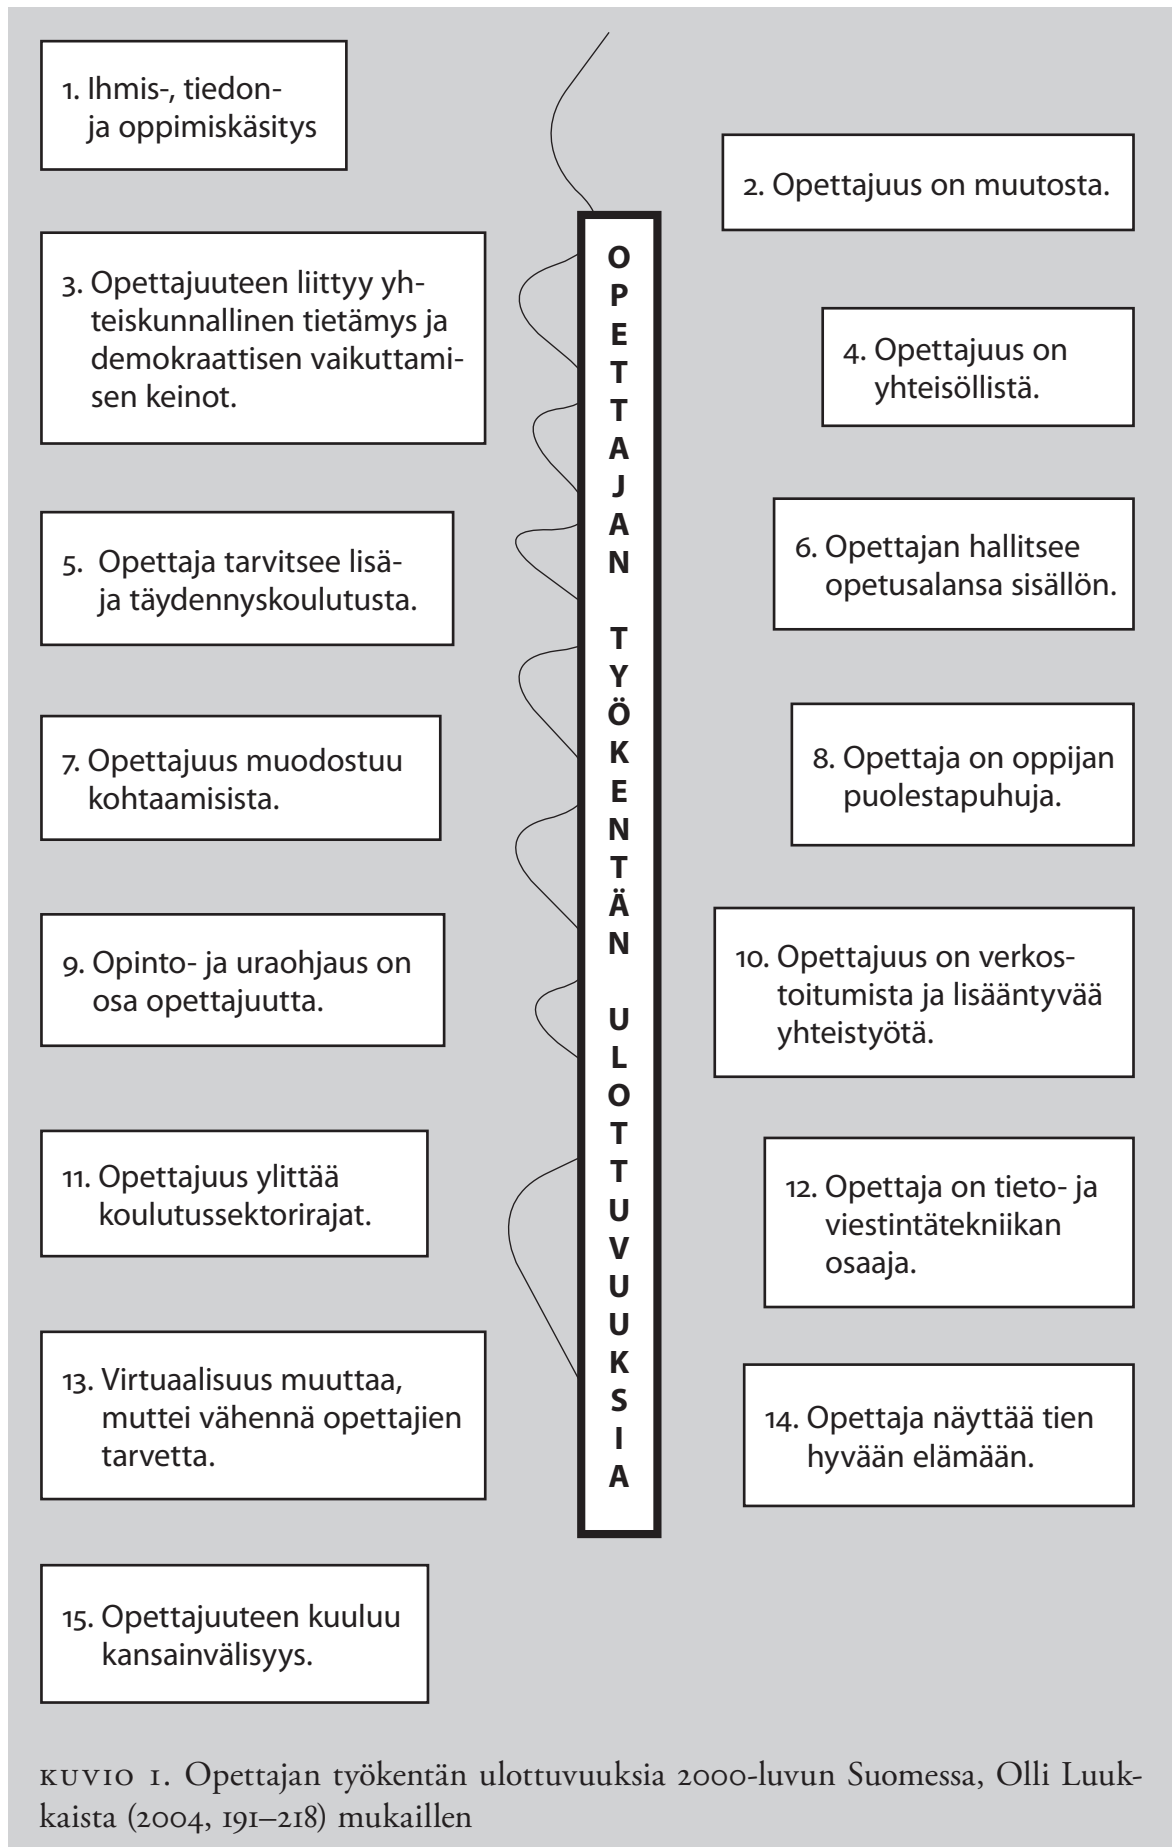 1. Ihmis-, tiedon-
ja oppimiskäsitys
2. Opettajuus on muutosta.
3. Opettajuuteen liittyy yh-
teiskunnallinen tietämys ja
demokraattisen vaikuttami-
sen keinot.
4. Opettajuus on
yhteisöllistä.
5. Opettaja tarvitsee lisä-
ja täydennyskoulutusta.
6. Opettajan hallitsee
opetusalansa sisällön.
7. Opettajuus muodostuu
kohtaamisista.
8. Opettaja on oppijan
puolestapuhuja.
9. Opinto- ja uraohjaus on
osa opettajuutta.
10. Opettajuus on verkos-
toitumista ja lisääntyvää
yhteistyötä.
11. Opettajuus ylittää
koulutussektorirajat.
12. Opettaja on tieto- ja
viestintätekniikan
osaaja.
13. Virtuaalisuus muuttaa,
muttei vähennä opettajien
tarvetta.
14. Opettaja näyttää tien
hyvään elämään.
15. Opettajuuteen kuuluu
kansainvälisyys.
OPETTAJAN TYÖKENTÄN ULOTTUVUUKSIA
KUVIO 1. Opettajan työkentän ulottuvuuksia 2000-luvun Suomessa, Olli Luuk-
kaista (2004, 191–218) mukaillen